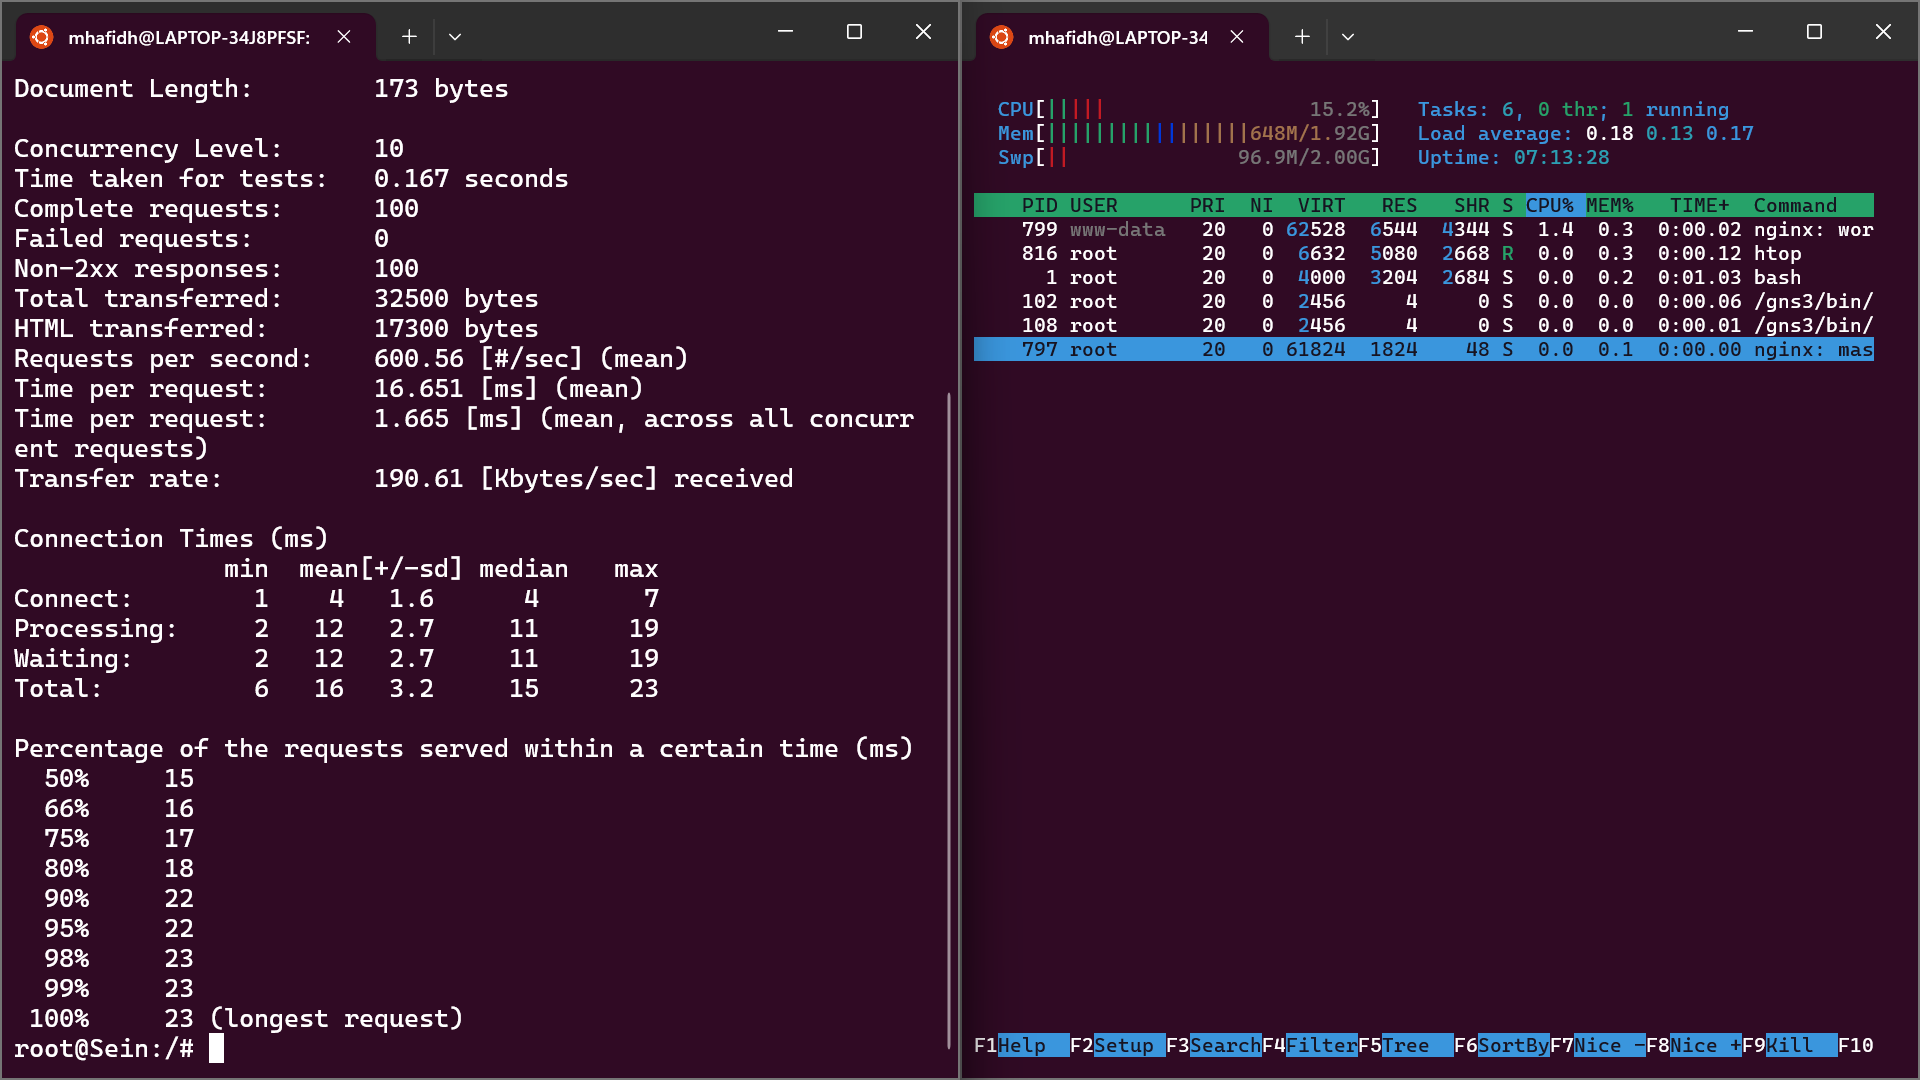 mhafidh@LAPTOP-34J8PFSF:
Document Length:        173 bytes
Concurrency Level:      10
Time taken for tests:   0.167 seconds
Complete requests:      100
Failed requests:        0
Non-2xx responses:      100
Total transferred:      32500 bytes
HTML transferred:       17300 bytes
Requests per second:    600.56 [#/sec] (mean)
Time per request:       16.651 [ms] (mean)
Time per request:       1.665 [ms] (mean, across all concurr
ent requests)
Transfer rate:          190.61 [Kbytes/sec] received
Connection Times (ms)
              min  mean[+/-sd] median   max
Connect:        1    4   1.6      4       7
Processing:     2   12   2.7     11      19
Waiting:        2   12   2.7     11      19
Total:          6   16   3.2     15      23
Percentage of the requests served within a certain time (ms)
  50%     15
  66%     16
  75%     17
  80%     18
  90%     22
  95%     22
  98%     23
  99%     23
 100%     23 (longest request)
root@Sein:/#
mhafidh@LAPTOP-34
CPU[||||| 15.2%] Tasks: 6, 0 thr; 1 running
Mem[|||||||||||||||||648M/1.92G] Load average: 0.18 0.13 0.17
Swp[|| 96.9M/2.00G] Uptime: 07:13:28
PID USER PRI NI VIRT RES SHR S CPU% MEM% TIME+ Command
799 www-data 20 0 62528 6544 4344 S 1.4 0.3 0:00.02 nginx: wor
816 root 20 0 6632 5080 2668 R 0.0 0.3 0:00.12 htop
1 root 20 0 4000 3204 2684 S 0.0 0.2 0:01.03 bash
102 root 20 0 2456 4 0 S 0.0 0.0 0:00.06 /gns3/bin/
108 root 20 0 2456 4 0 S 0.0 0.0 0:00.01 /gns3/bin/
797 root 20 0 61824 1824 48 S 0.0 0.1 0:00.00 nginx: mas
F1Help  F2Setup F3SearchF4FilterF5Tree  F6SortByF7Nice -F8Nice +F9Kill  F10